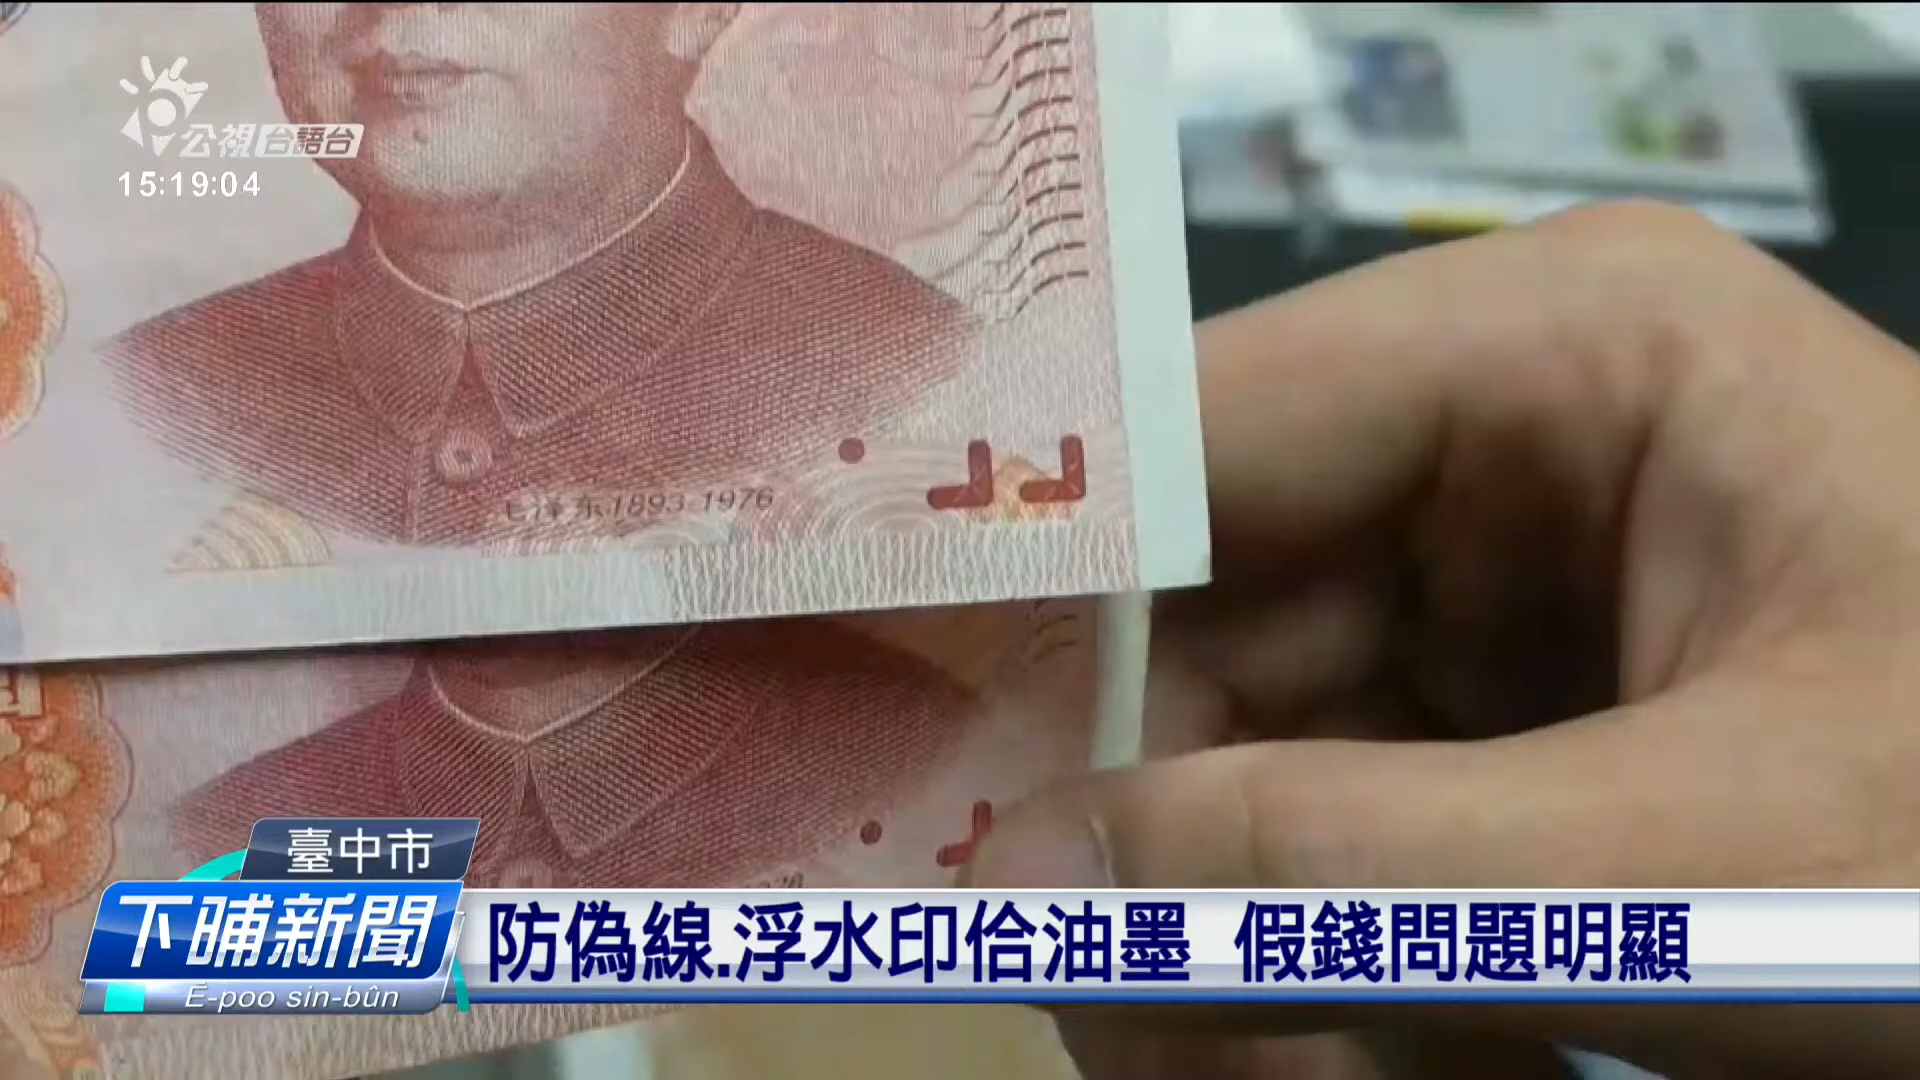 公視台語台
15:19:04
毛泽东1893-1976
臺中市
下晡新聞
Ē-poo sin-bûn
防偽線.浮水印佮油墨 假錢問題明顯